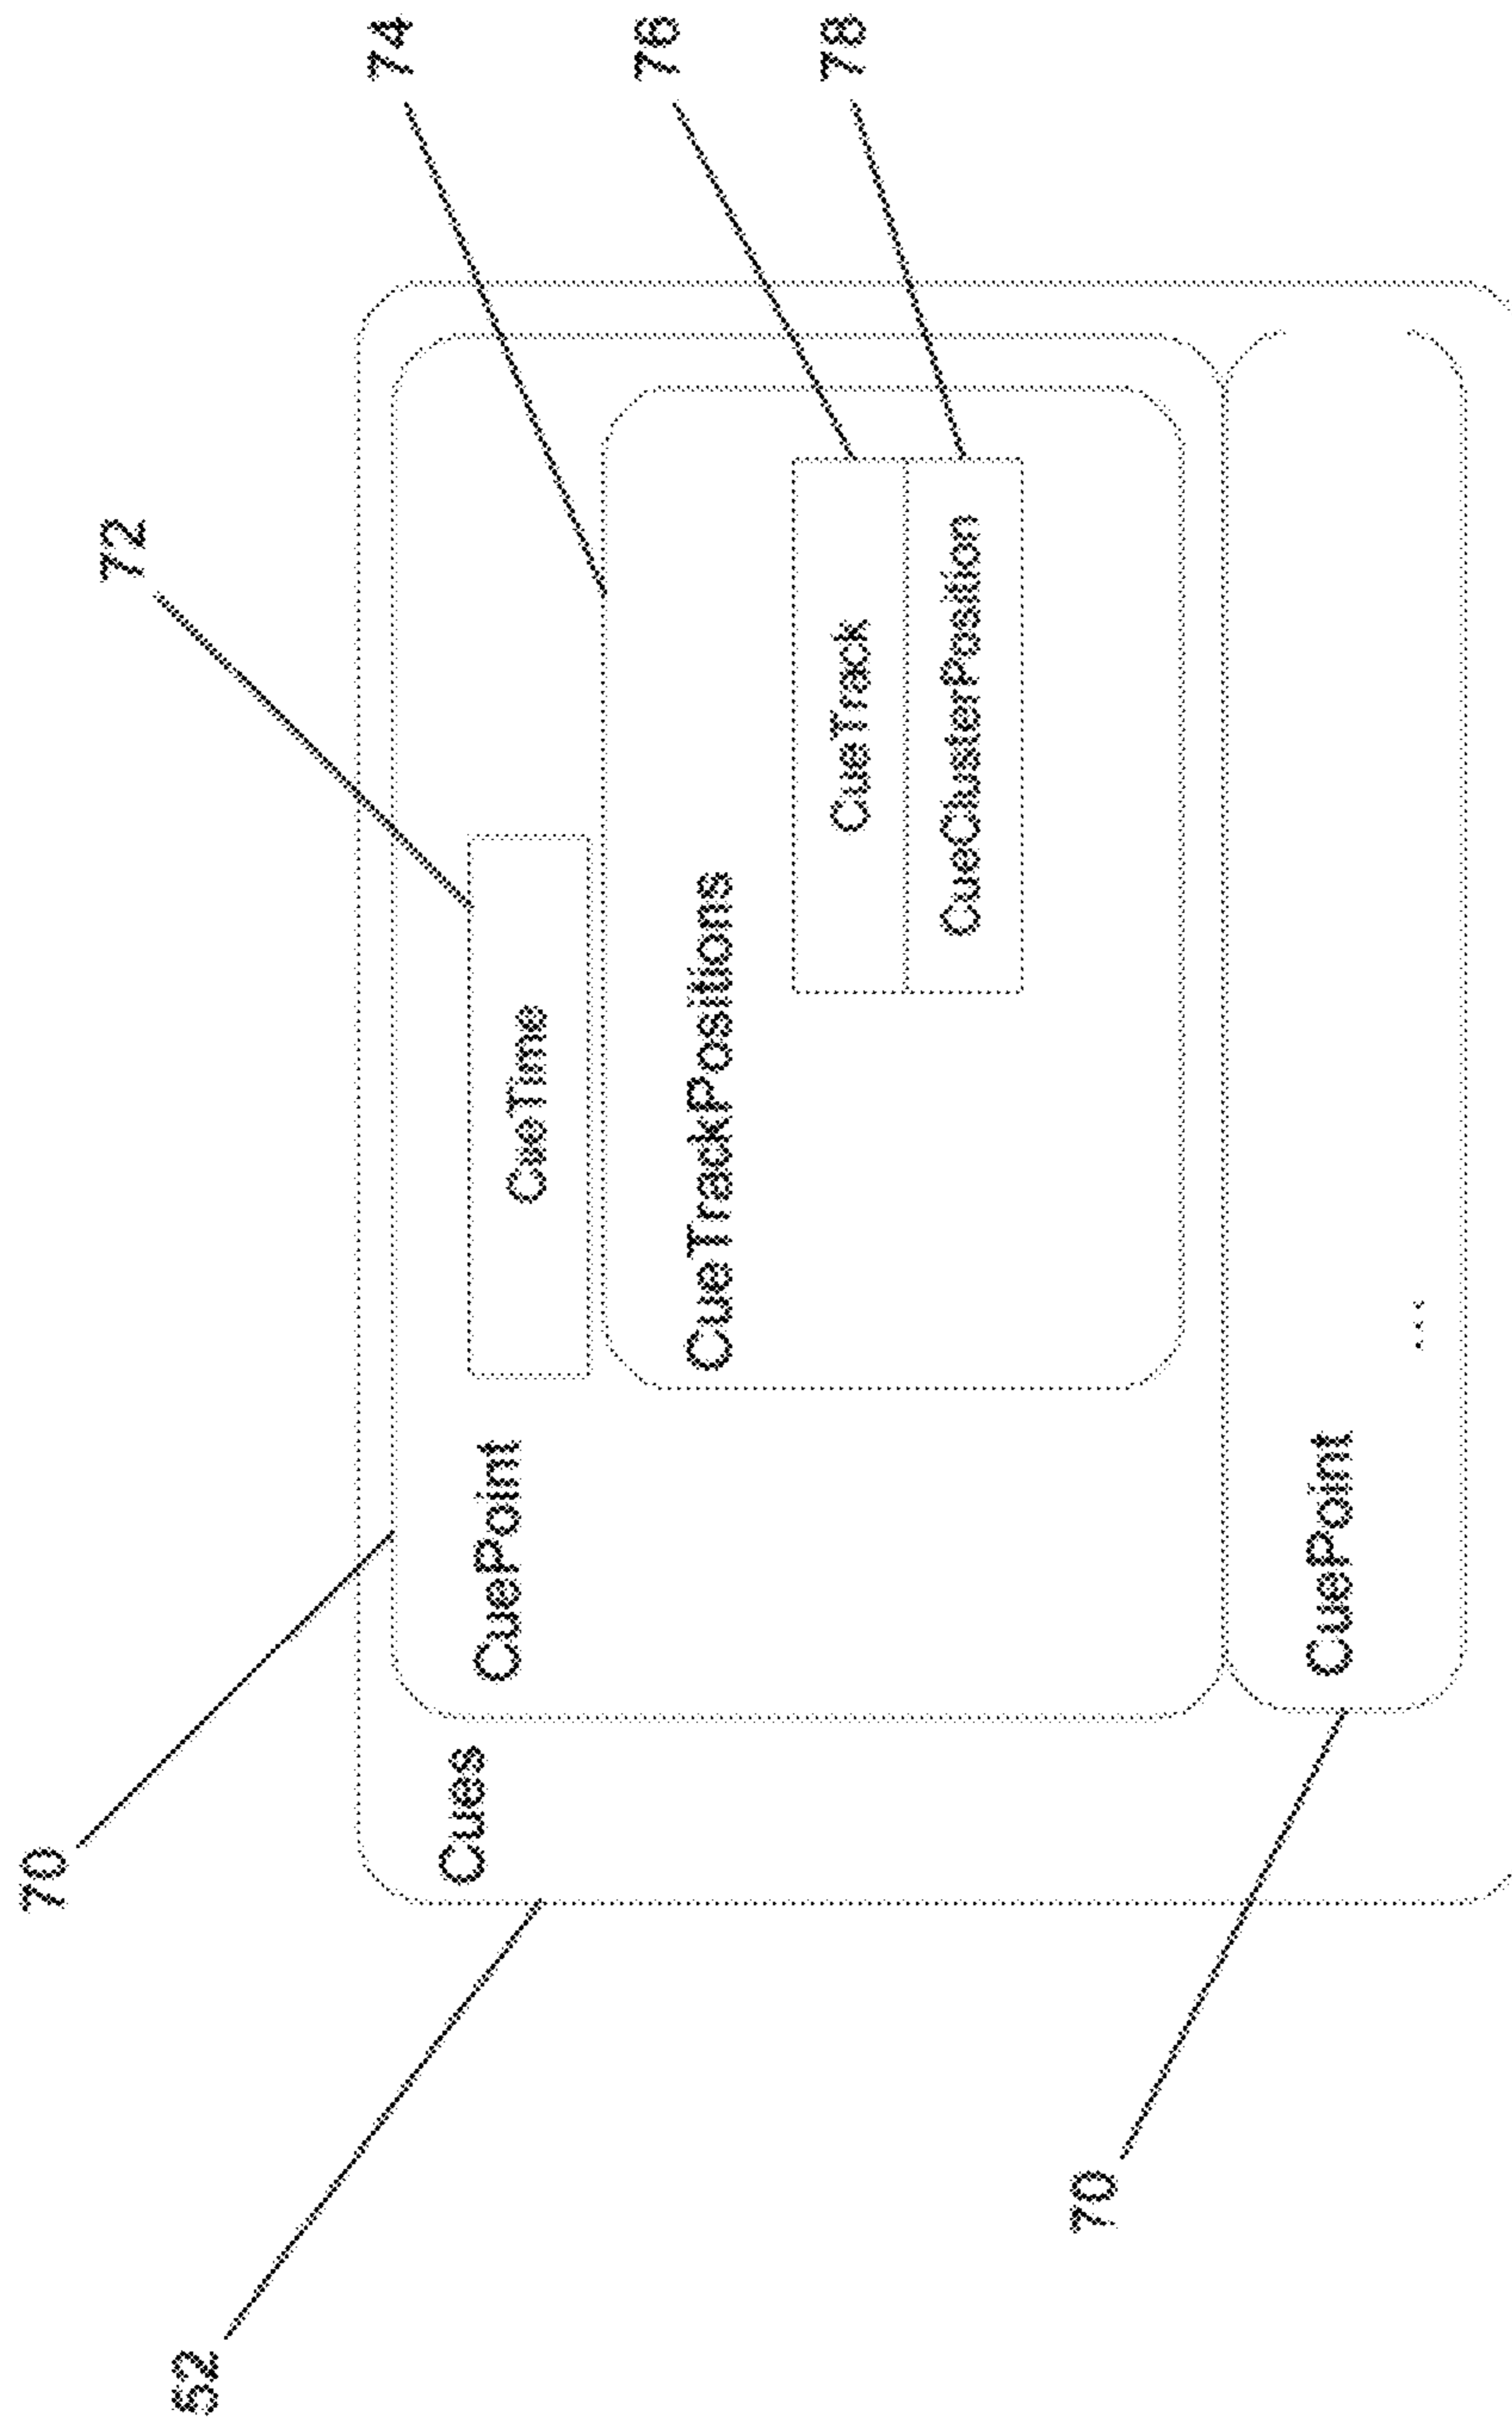 70
72
52
74
Cues
CuePoint
CueTime
76
CueTrackPositions
78
CueTrack
CueClusterPosition
70
CuePoint
...